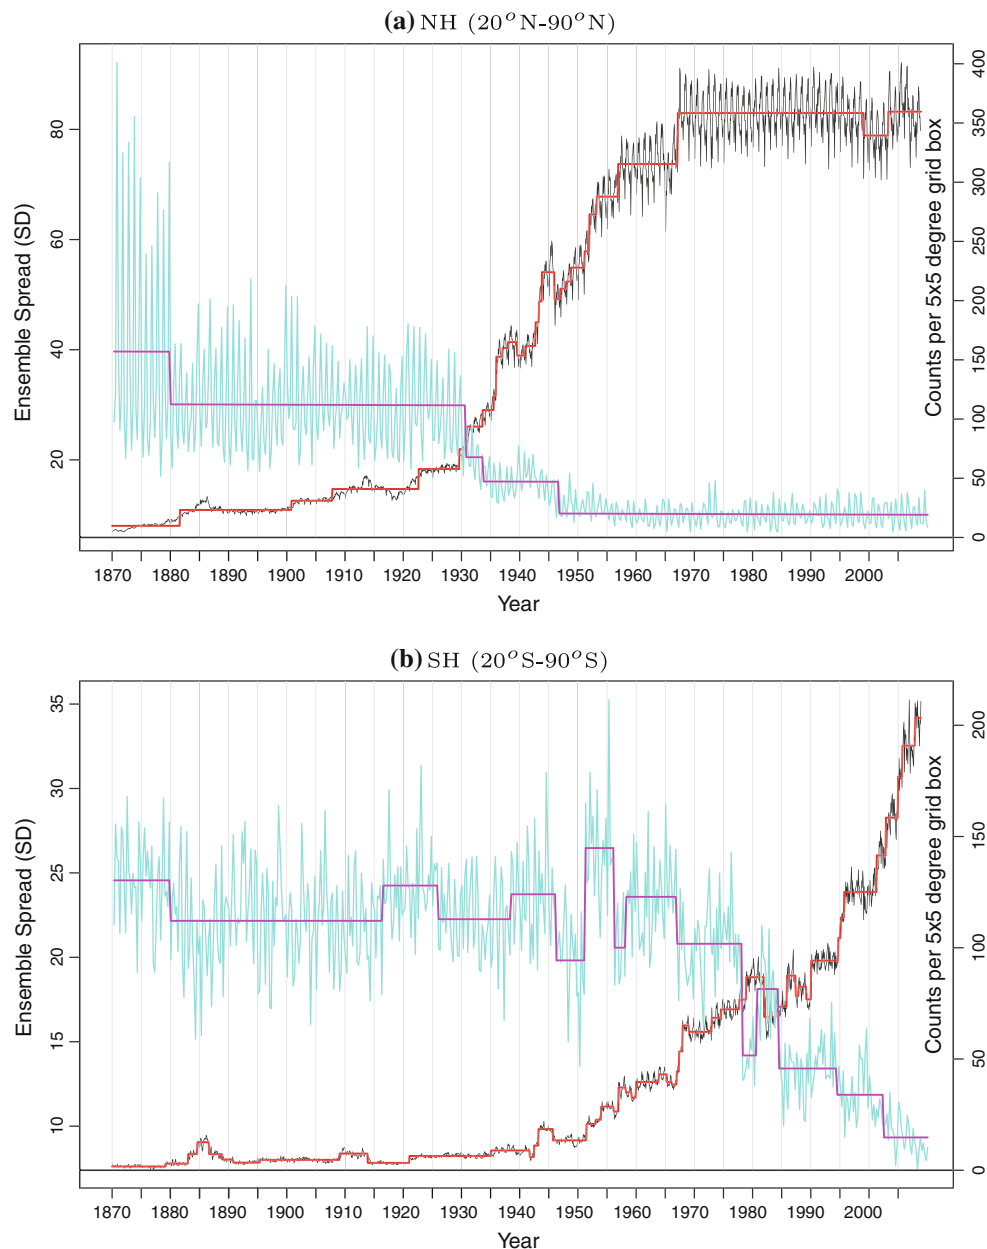 (a) NH (20°N-90°N)
Ensemble Spread (SD)
80
60
40
20
400
350
300
250
200
150
100
50
0
Counts per 5x5 degree grid box
1870 1880 1890 1900 1910 1920 1930 1940 1950 1960 1970 1980 1990 2000
Year
(b) SH (20°S-90°S)
Ensemble Spread (SD)
35
30
25
20
15
10
200
150
100
50
0
Counts per 5x5 degree grid box
1870 1880 1890 1900 1910 1920 1930 1940 1950 1960 1970 1980 1990 2000
Year